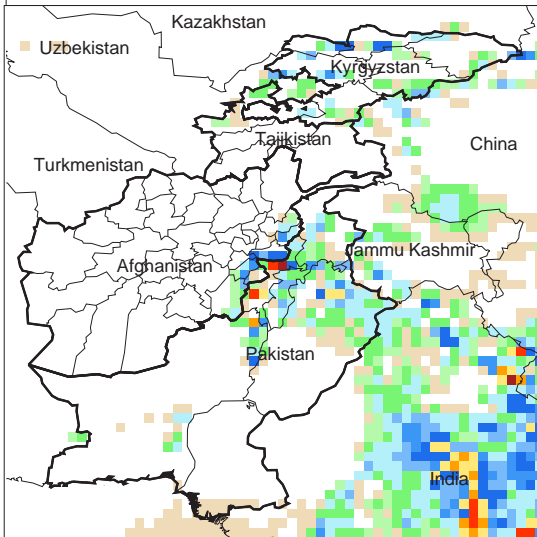 Kazakhstan
Uzbekistan
Kyrgyzstan
Tajikistan
China
Turkmenistan
Jammu Kashmir
Afghanistan
Pakistan
India